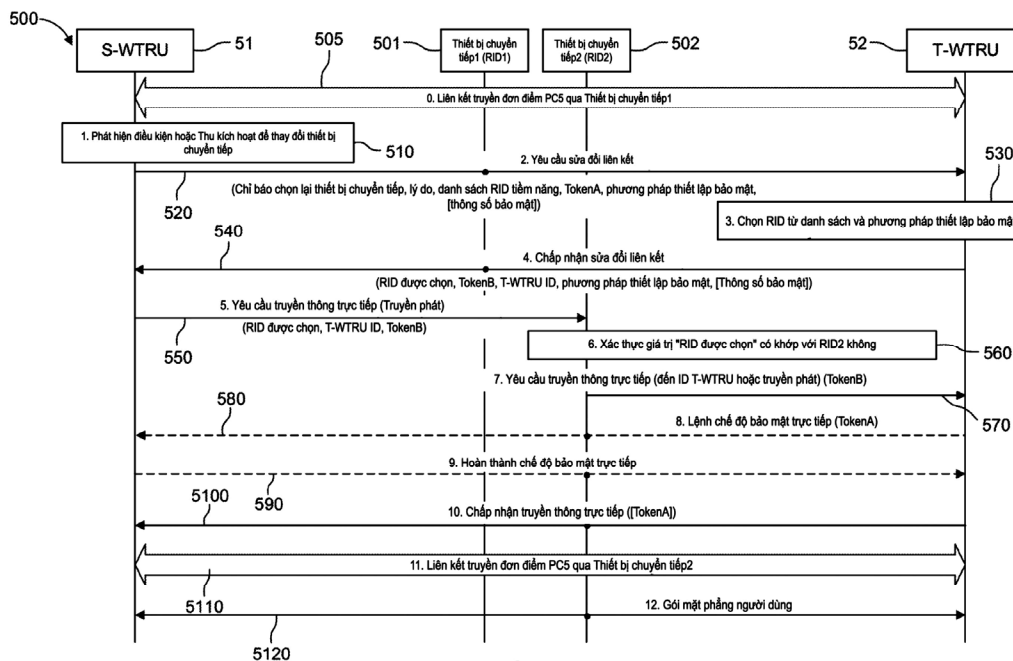 500
S-WTRU
51
505
501
Thiết bị chuyển
tiếp1 (RID1)
Thiết bị chuyển
tiếp2 (RID2)
502
52
T-WTRU
0. Liên kết truyền đơn điểm PC5 qua Thiết bị chuyển tiếp1
1. Phát hiện điều kiện hoặc Thu kích hoạt để thay đổi thiết bị
chuyển tiếp
510
2. Yêu cầu sửa đổi liên kết
530
520
(Chỉ báo chọn lại thiết bị chuyển tiếp, lý do, danh sách RID tiềm năng, TokenA, phương pháp thiết lập bảo mật,
[thông số bảo mật])
3. Chọn RID từ danh sách và phương pháp thiết lập bảo mậ
540
4. Chấp nhận sửa đổi liên kết
(RID được chọn, TokenB, T-WTRU ID, phương pháp thiết lập bảo mật, [Thông số bảo mật])
5. Yêu cầu truyền thông trực tiếp (Truyền phát)
(RID được chọn, T-WTRU ID, TokenB)
550
6. Xác thực giá trị "RID được chọn" có khớp với RID2 không
560
7. Yêu cầu truyền thông trực tiếp (đến ID T-WTRU hoặc truyền phát) (TokenB)
570
580
8. Lệnh chế độ bảo mật trực tiếp (TokenA)
9. Hoàn thành chế độ bảo mật trực tiếp
590
5100
10. Chấp nhận truyền thông trực tiếp ([TokenA])
11. Liên kết truyền đơn điểm PC5 qua Thiết bị chuyển tiếp2
5110
12. Gói mặt phẳng người dùng
5120